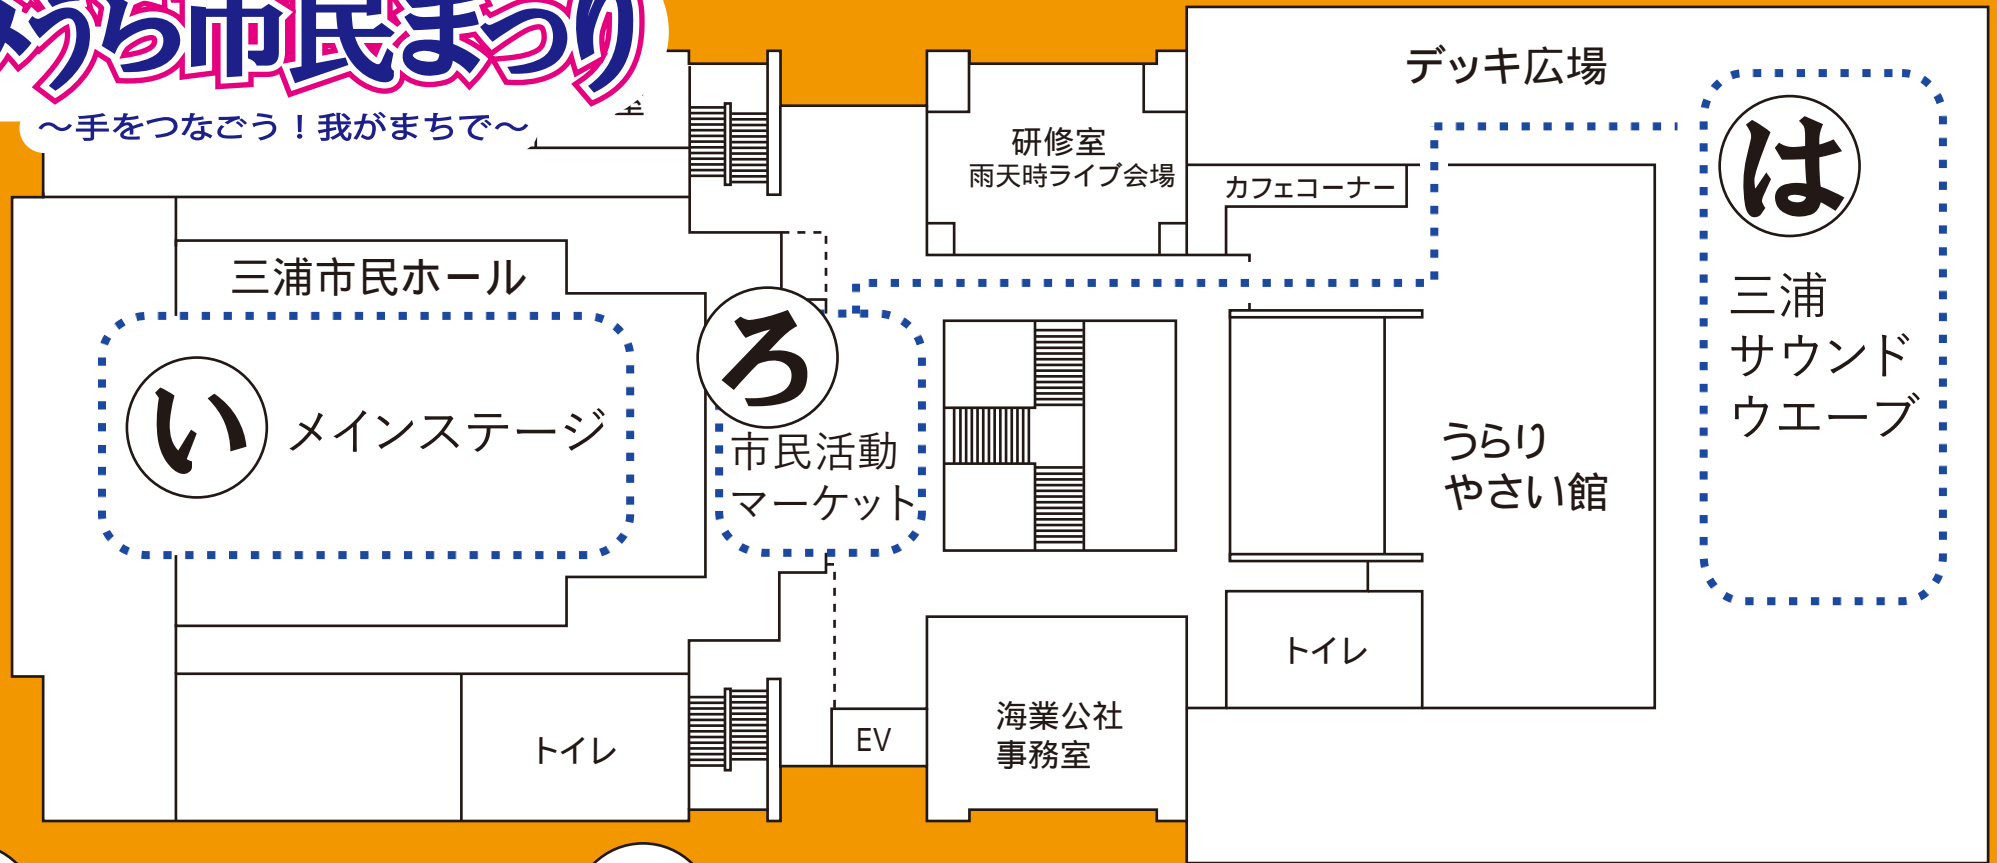 うら市民まつり
～手をつなごう！我がまちで～
デッキ広場
は
三浦
サウンド
ウエーブ
研修室
雨天時ライブ会場
カフェコーナー
三浦市民ホール
い
メインステージ
ろ
市民活動
マーケット
うらり
やさい館
トイレ
トイレ
EV
海業公社
事務室